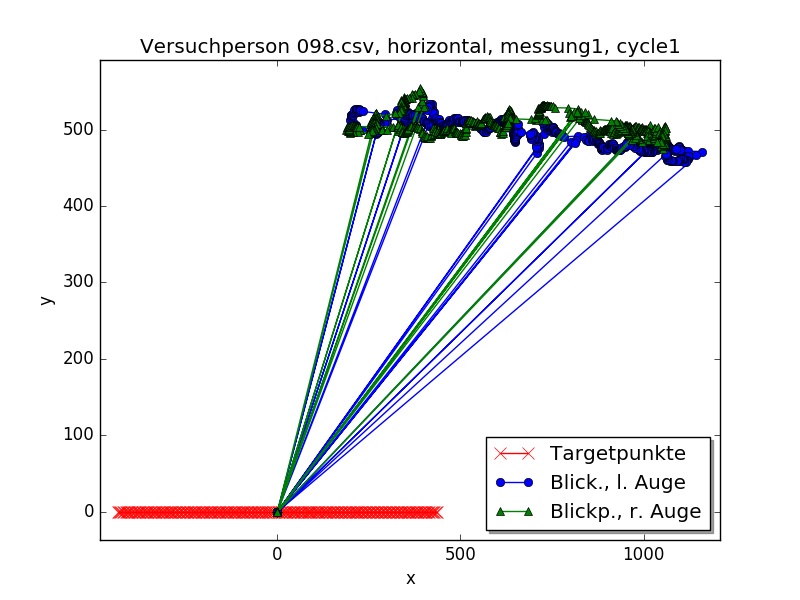 Versuchperson 098.csv, horizontal, messung1, cycle1
y
500
400
300
200
100
0
0
500
1000
x
Targetpunkte
Blick., l. Auge
Blickp., r. Auge